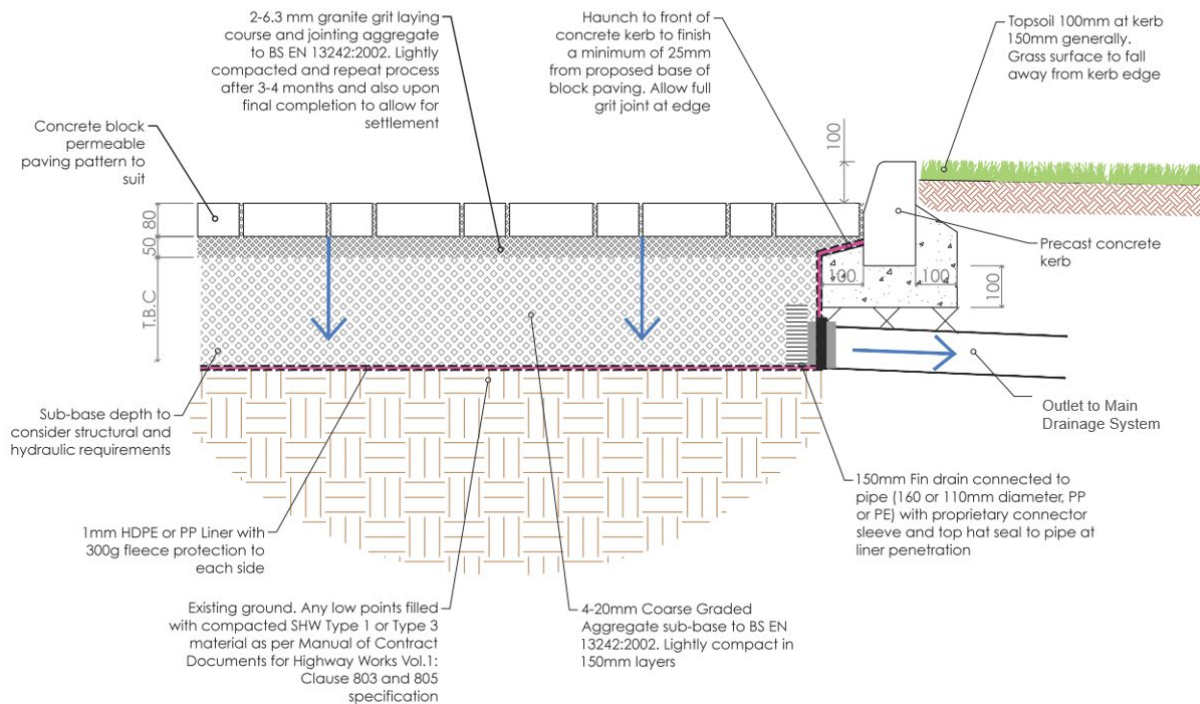 2-6.3 mm granite grit laying
course and jointing aggregate
to BS EN 13242:2002. Lightly
compacted and repeat process
after 3-4 months and also upon
final completion to allow for
settlement
Haunch to front of
concrete kerb to finish
a minimum of 25mm
from proposed base of
block paving. Allow full
grit joint at edge
Topsoil 100mm at kerb
150mm generally.
Grass surface to fall
away from kerb edge
Concrete block
permeable
paving pattern to
suit
100
80
50
T.B.C
100
100
100
Precast concrete
kerb
Outlet to Main
Drainage System
Sub-base depth to
consider structural and
hydraulic requirements
150mm Fin drain connected to
pipe (160 or 110mm diameter, PP
or PE) with proprietary connector
sleeve and top hat seal to pipe at
liner penetration
1mm HDPE or PP Liner with
300g fleece protection to
each side
Existing ground. Any low points filled
with compacted SHW Type 1 or Type 3
material as per Manual of Contract
Documents for Highway Works Vol.1:
Clause 803 and 805
specification
4-20mm Coarse Graded
Aggregate sub-base to BS EN
13242:2002. Lightly compact in
150mm layers